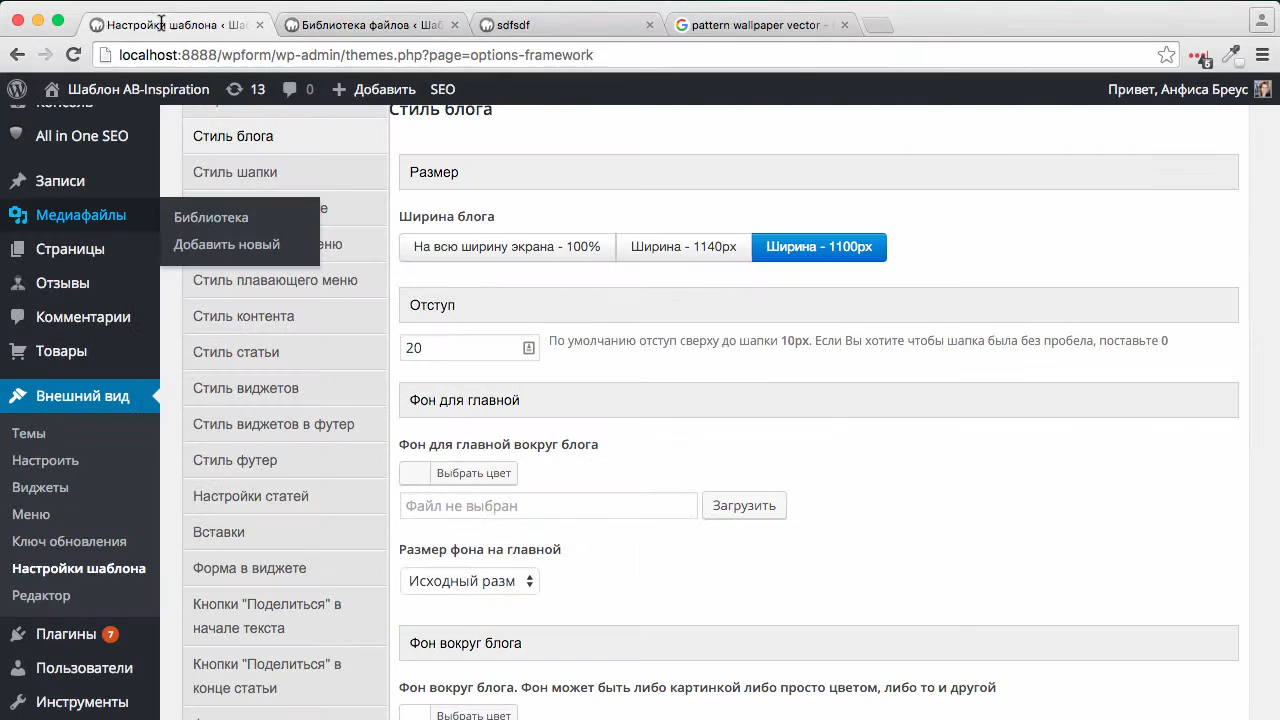 Настройки шаблона ‹ Ша
Библиотека файлов ‹ Ша
sdfsdf
pattern wallpaper vector –
localhost:8888/wpform/wp-admin/themes.php?page=options-framework
5
Шаблон AB-Inspiration
13
0
Добавить
SEO
Привет, Анфиса Бреус
Консоль
All in One SEO
Записи
Медиафайлы
Страницы
Отзывы
Комментарии
Товары
Внешний вид
Темы
Настроить
Виджеты
Меню
Ключ обновления
Настройки шаблона
Редактор
Плагины 7
Пользователи
Инструменты
Библиотека
Добавить новый
Стиль блога
Стиль шапки
е
ню
Стиль плавающего меню
Стиль контента
Стиль статьи
Стиль виджетов
Стиль виджетов в футер
Стиль футер
Настройки статей
Вставки
Форма в виджете
Кнопки "Поделиться" в
начале текста
Кнопки "Поделиться" в
конце статьи
Стиль блога
Размер
Ширина блога
На всю ширину экрана - 100%
Ширина - 1140px
Ширина - 1100px
Отступ
20
По умолчанию отступ сверху до шапки 10px. Если Вы хотите чтобы шапка была без пробела, поставьте 0
Фон для главной
Фон для главной вокруг блога
Выбрать цвет
Файл не выбран
Загрузить
Размер фона на главной
Исходный разм
Фон вокруг блога
Фон вокруг блога. Фон может быть либо картинкой либо просто цветом, либо то и другой
Выбрать цвет